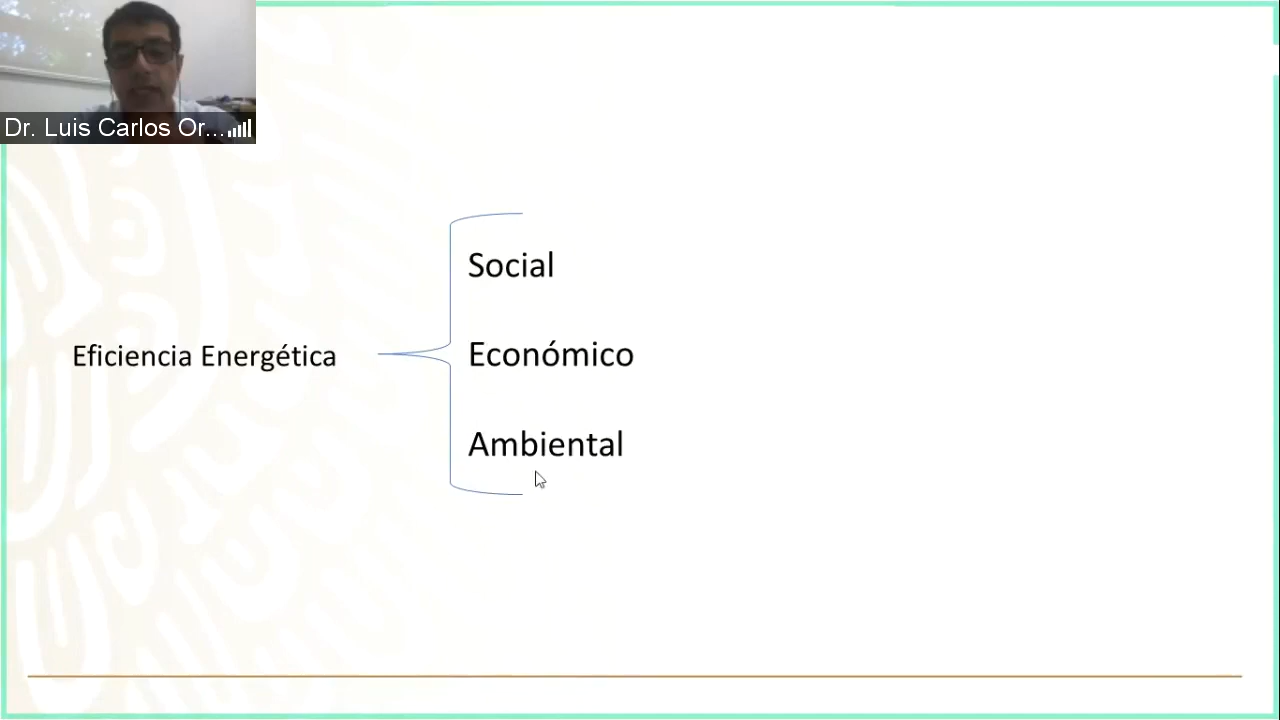 Dr. Luis Carlos Or...
Social
Eficiencia Energética
Económico
Ambiental